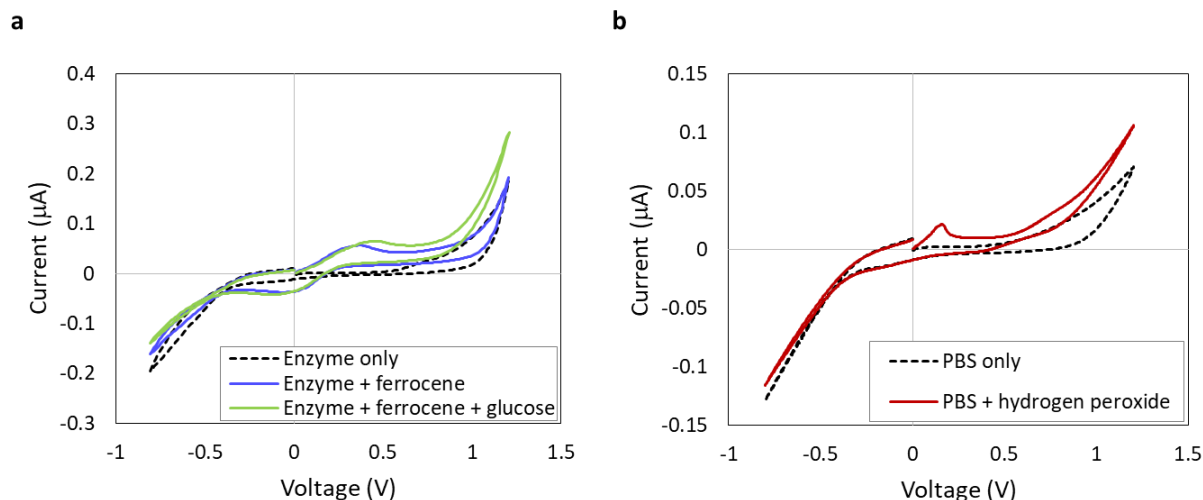 a
Current (µA)
0.4
0.3
0.2
0.1
0
-0.1
-0.2
-0.3
-1
-0.5
0
0.5
1
1.5
Voltage (V)
Enzyme only
Enzyme + ferrocene
Enzyme + ferrocene + glucose
b
Current (µA)
0.15
0.1
0.05
0
-0.05
-0.1
-0.15
-1
-0.5
0
0.5
1
1.5
Voltage (V)
PBS only
PBS + hydrogen peroxide